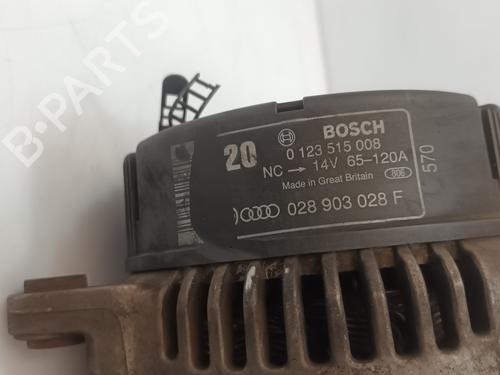 B-PARTS
20 BOSCH
0 123 515 008
NC → 14V 65-120A
Made in Great Britain 806
570
028 903 028 F